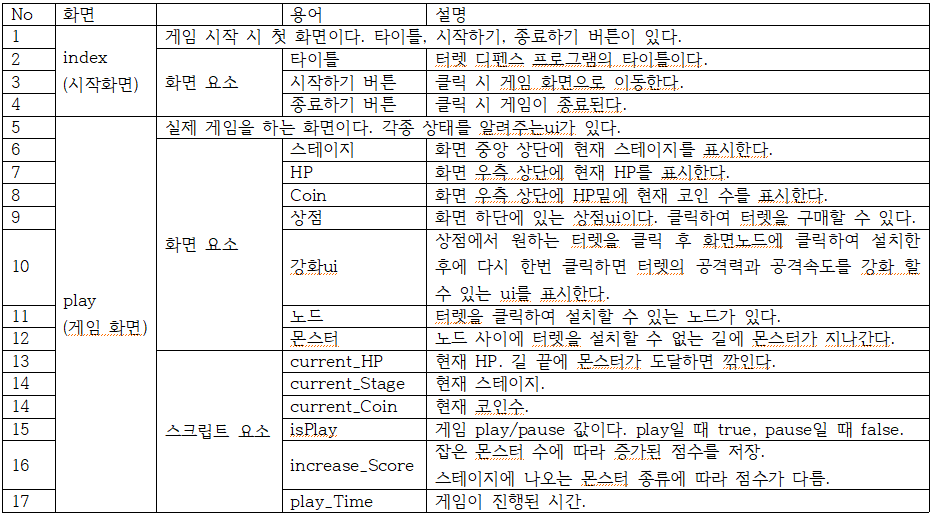 No 화면 용어 설명
1 index (시작화면) 게임 시작 시 첫 화면이다. 타이틀, 시작하기, 종료하기 버튼이 있다.
2 화면 요소 타이틀 터렛 디펜스 프로그램의 타이틀이다.
3 시작하기 버튼 클릭 시 게임 화면으로 이동한다.
4 종료하기 버튼 클릭 시 게임이 종료된다.
5 play (게임 화면) 실제 게임을 하는 화면이다. 각종 상태를 알려주는ui가 있다.
6 화면 요소 스테이지 화면 중앙 상단에 현재 스테이지를 표시한다.
7 HP 화면 우측 상단에 현재 HP를 표시한다.
8 Coin 화면 우측 상단에 HP밑에 현재 코인 수를 표시한다.
9 상점 화면 하단에 있는 상점ui이다. 클릭하여 터렛을 구매할 수 있다.
10 강화ui 상점에서 원하는 터렛을 클릭 후 화면노드에 클릭하여 설치한
후에 다시 한번 클릭하면 터렛의 공격력과 공격속도를 강화 할
수 있는 ui를 표시한다.
11 노드 터렛을 클릭하여 설치할 수 있는 노드가 있다.
12 몬스터 노드 사이에 터렛을 설치할 수 없는 길에 몬스터가 지나간다.
13 스크립트 요소 current_HP 현재 HP. 길 끝에 몬스터가 도달하면 깎인다.
14 current_Stage 현재 스테이지.
14 current_Coin 현재 코인수.
15 isPlay 게임 play/pause 값이다. play일 때 true, pause일 때 false.
16 increase_Score 잡은 몬스터 수에 따라 증가된 점수를 저장.
스테이지에 나오는 몬스터 종류에 따라 점수가 다름.
17 play_Time 게임이 진행된 시간.